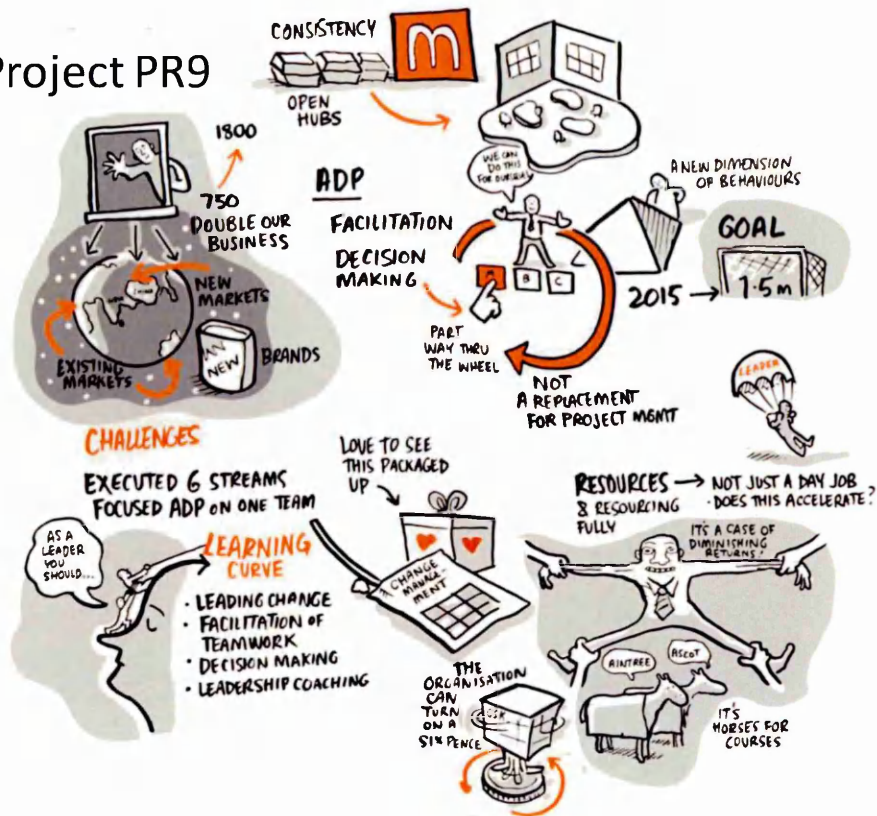 Project PR9
CONSISTENCY
m
OPEN
HUBS
1800
750
DOUBLE OUR
BUSINESS
NEW
MARKETS
EXISTING
MARKETS
NEW
BRANDS
ADP
FACILITATION
DECISION
MAKING
WE CAN
DO THIS
A
B
C
PART
WAY THRU
THE WHEEL
NOT
A REPLACEMENT
FOR PROJECT MGMT
A NEW DIMENSION
OF BEHAVIOURS
GOAL
2015
1.5m
LEADER
CHALLENGES
EXECUTED 6 STREAMS
FOCUSED ADP ON ONE TEAM
AS A
LEADER
YOU
SHOULD...
LEARNING
CURVE
· LEADING CHANGE
· FACILITATION OF
TEAMWORK
· DECISION MAKING
· LEADERSHIP COACHING
LOVE TO SEE
THIS PACKAGED
UP
CHANGE
MANAGE-
MENT
THE
ORGANISATION
CAN
TURN
ON A
SIX PENCE
RESOURCES
& RESOURCING
FULLY
NOT JUST A DAY JOB
· DOES THIS ACCELERATE?
IT'S A CASE OF
DIMINISHING
RETURNS!
AINTREE
ASCOT
IT'S
HORSES FOR
COURSES